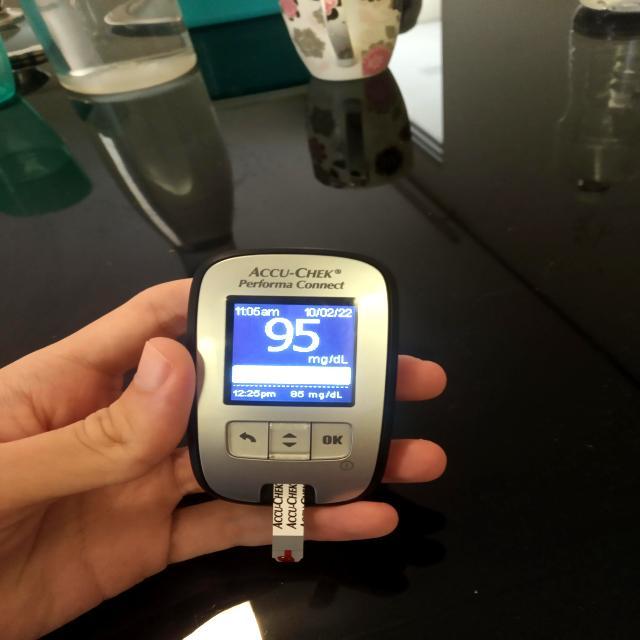 ACCU-CHEK®
Performa Connect
11:05am 10/02/22
95
mg/dL
12:25pm 85 mg/dL
OK
ACCU-CHEK
ACCU-CHEK